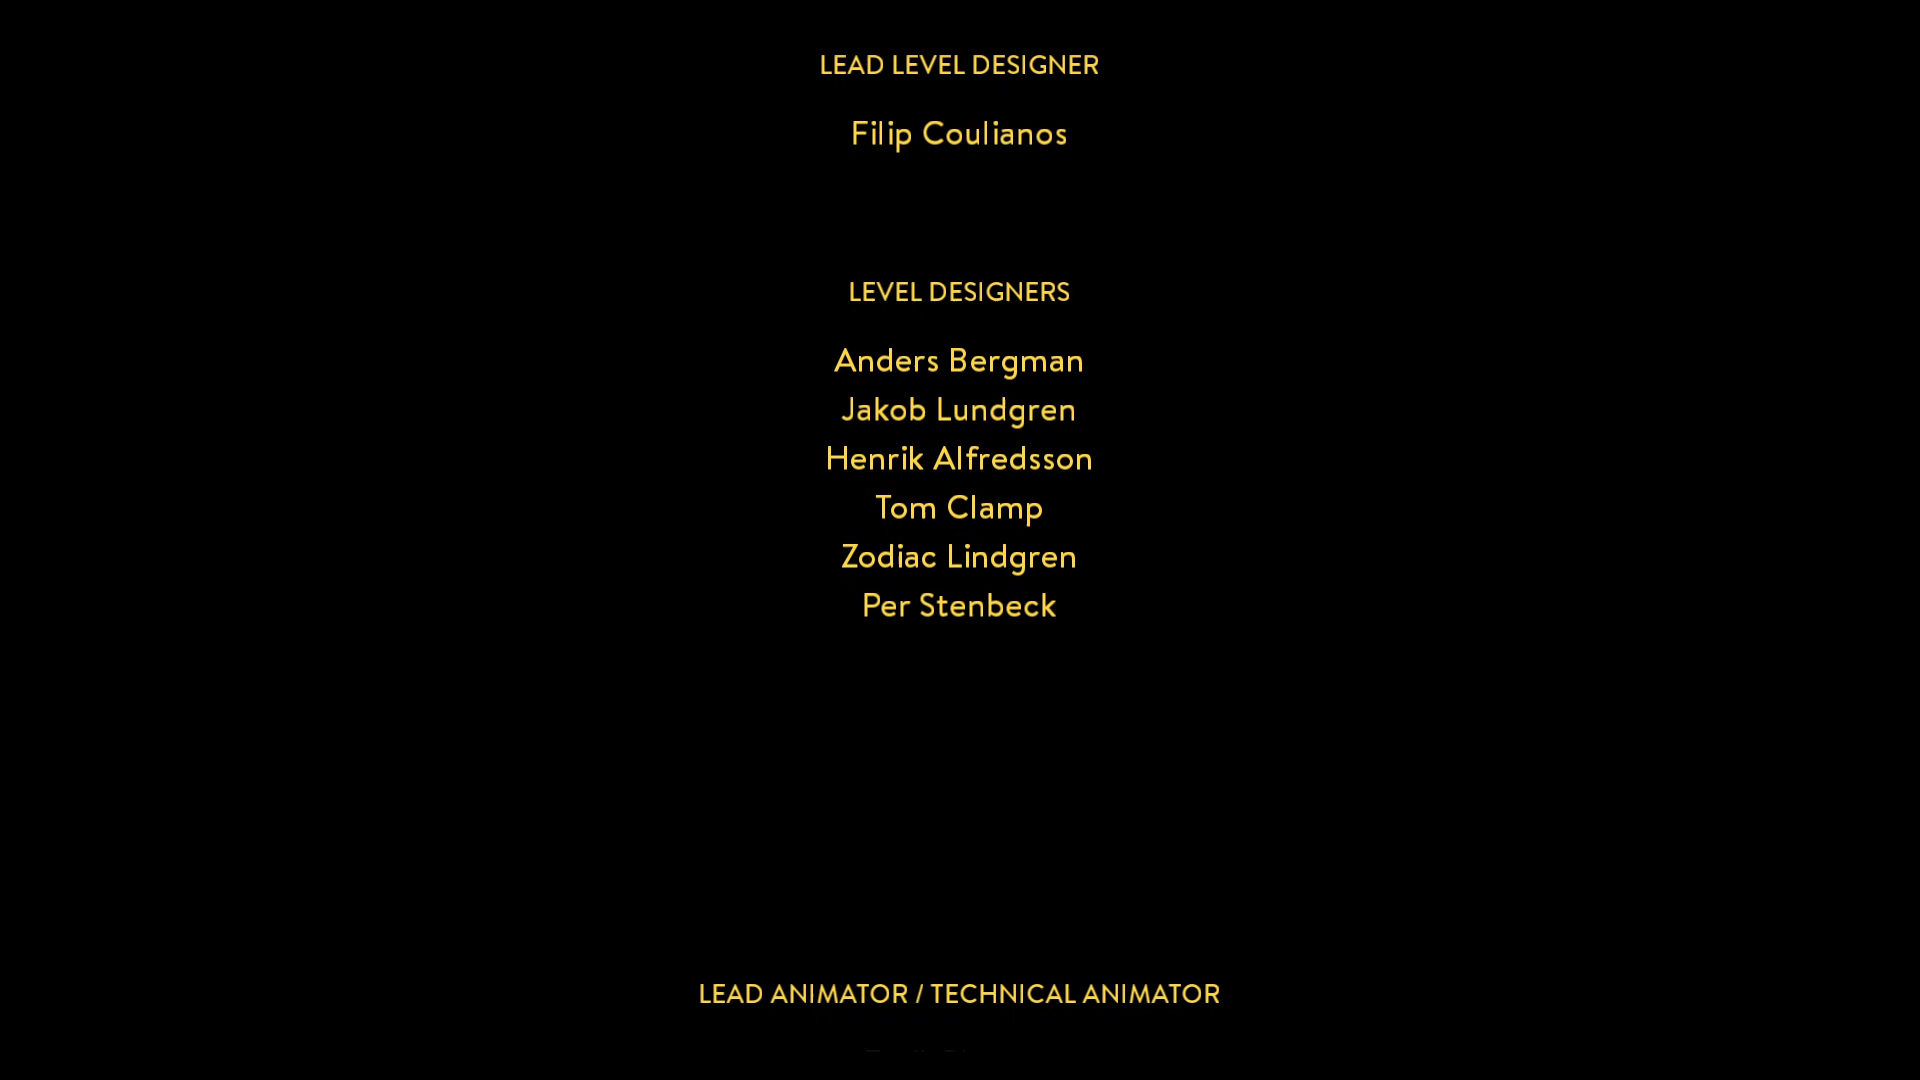 LEAD LEVEL DESIGNER
Filip Coulianos
LEVEL DESIGNERS
Anders Bergman
Jakob Lundgren
Henrik Alfredsson
Tom Clamp
Zodiac Lindgren
Per Stenbeck
LEAD ANIMATOR / TECHNICAL ANIMATOR